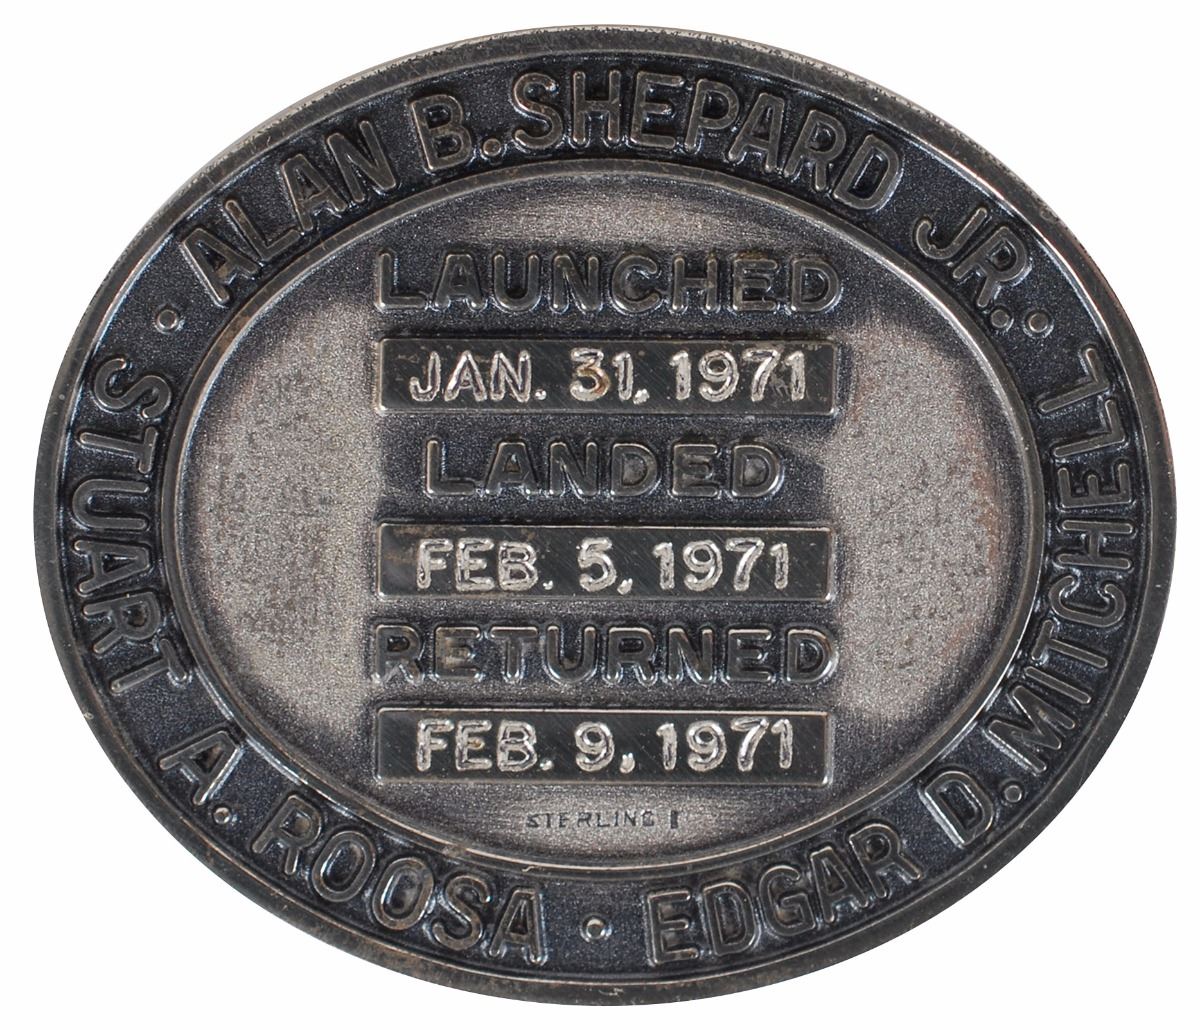 · ALAN B. SHEPARD JR. ·
EDGAR D. MITCHELL
· STUART A. ROOSA
LAUNCHED
JAN. 31, 1971
LANDED
FEB. 5, 1971
RETURNED
FEB. 9, 1971
STERLING